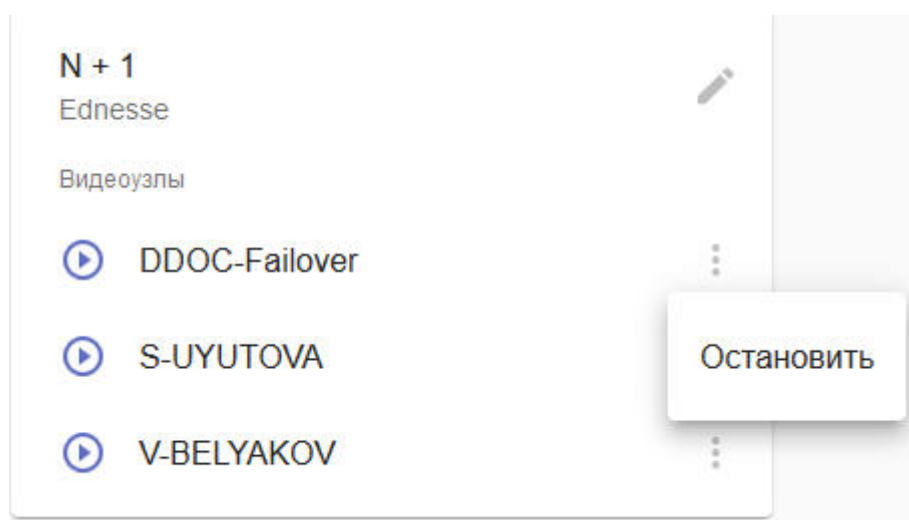 N + 1
Ednesse
Видеоузлы
DDOC-Failover
S-UYUTOVA
Остановить
V-BELYAKOV